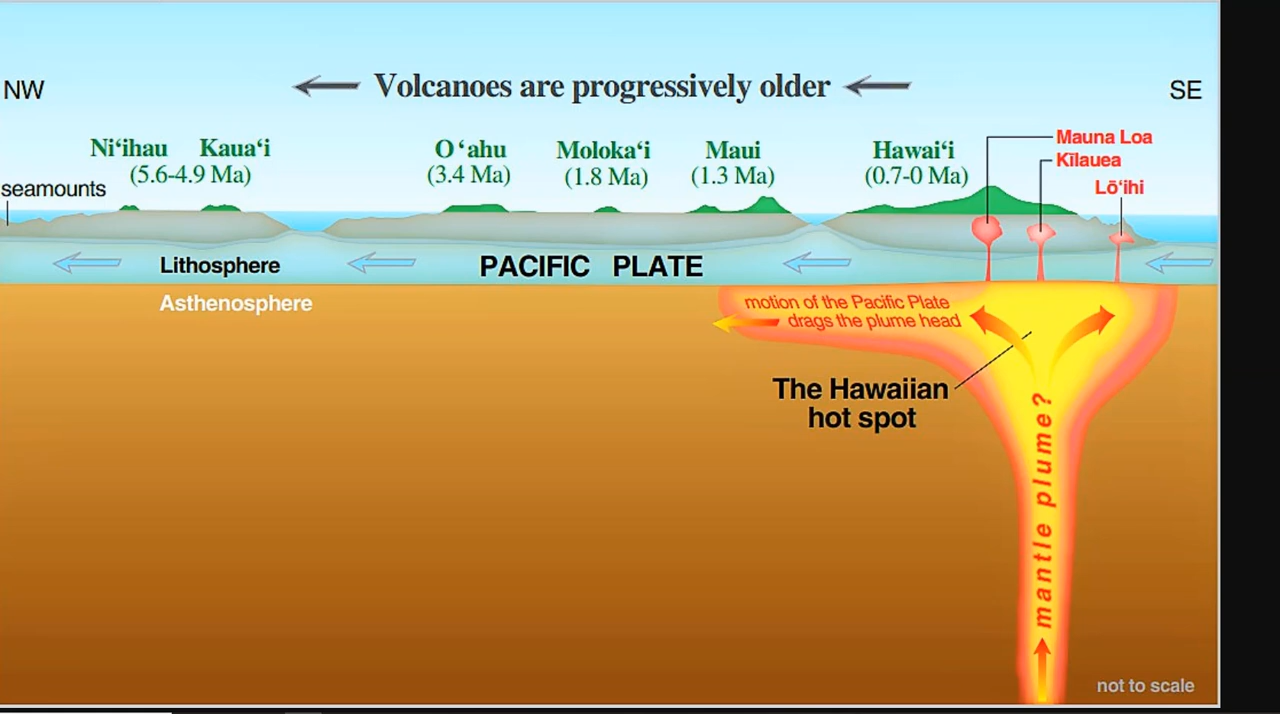 Volcanoes are progressively older
NW
SE
Ni‘ihau Kaua‘i
(5.6-4.9 Ma)
O‘ahu
(3.4 Ma)
Moloka‘i
(1.8 Ma)
Maui
(1.3 Ma)
Hawai‘i
(0.7-0 Ma)
Mauna Loa
Kīlauea
Lō‘ihi
seamounts
Lithosphere
PACIFIC PLATE
Asthenosphere
motion of the Pacific Plate
drags the plume head
The Hawaiian
hot spot
mantle plume?
not to scale